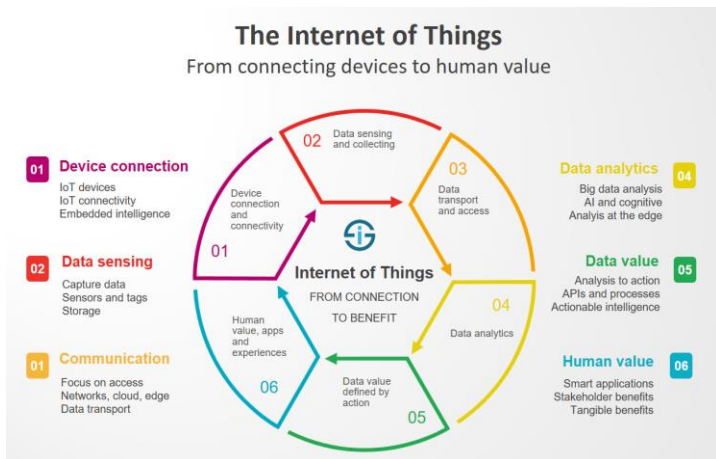 The Internet of Things
From connecting devices to human value
01 Device connection
IoT devices
IoT connectivity
Embedded intelligence
02 Data sensing
Capture data
Sensors and tags
Storage
01 Communication
Focus on access
Networks, cloud, edge
Data transport
01
Device
connection
and
connectivity
02
Data sensing
and collecting
03
Data
transport
and access
04
Data analytics
05
Data value
defined by
action
06
Human
value, apps
and
experiences
Internet of Things
FROM CONNECTION
TO BENEFIT
Data analytics 04
Big data analysis
AI and cognitive
Analyis at the edge
Data value 05
Analysis to action
APIs and processes
Actionable intelligence
Human value 06
Smart applications
Stakeholder benefits
Tangible benefits